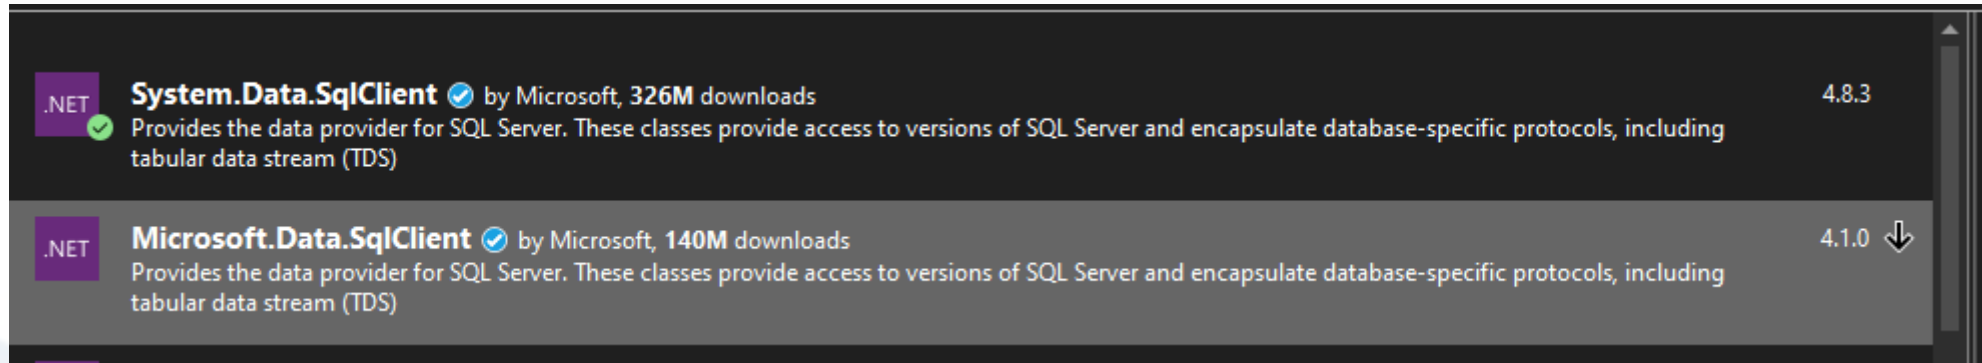 .NET
System.Data.SqlClient by Microsoft, 326M downloads
4.8.3
Provides the data provider for SQL Server. These classes provide access to versions of SQL Server and encapsulate database-specific protocols, including
tabular data stream (TDS)
.NET
Microsoft.Data.SqlClient by Microsoft, 140M downloads
4.1.0
Provides the data provider for SQL Server. These classes provide access to versions of SQL Server and encapsulate database-specific protocols, including
tabular data stream (TDS)